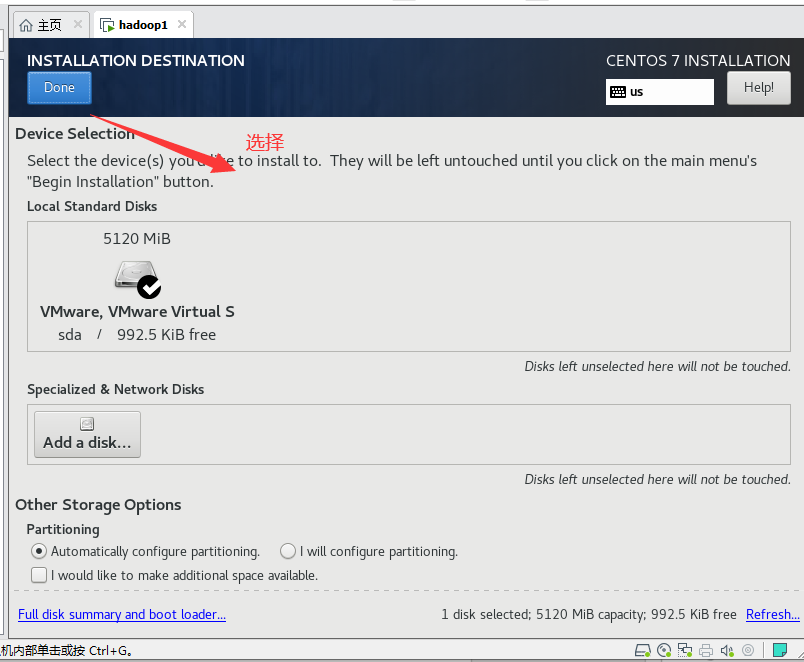 主页
hadoop1
INSTALLATION DESTINATION
CENTOS 7 INSTALLATION
Done
us
Help!
Device Selection
选择
Select the device(s) you'd like to install to. They will be left untouched until you click on the main menu's
"Begin Installation" button.
Local Standard Disks
5120 MiB
VMware, VMware Virtual S
sda / 992.5 KiB free
Disks left unselected here will not be touched.
Specialized & Network Disks
Add a disk...
Disks left unselected here will not be touched.
Other Storage Options
Partitioning
Automatically configure partitioning. I will configure partitioning.
I would like to make additional space available.
Full disk summary and boot loader... 1 disk selected; 5120 MiB capacity; 992.5 KiB free Refresh...
机内部单击或按 Ctrl+G。